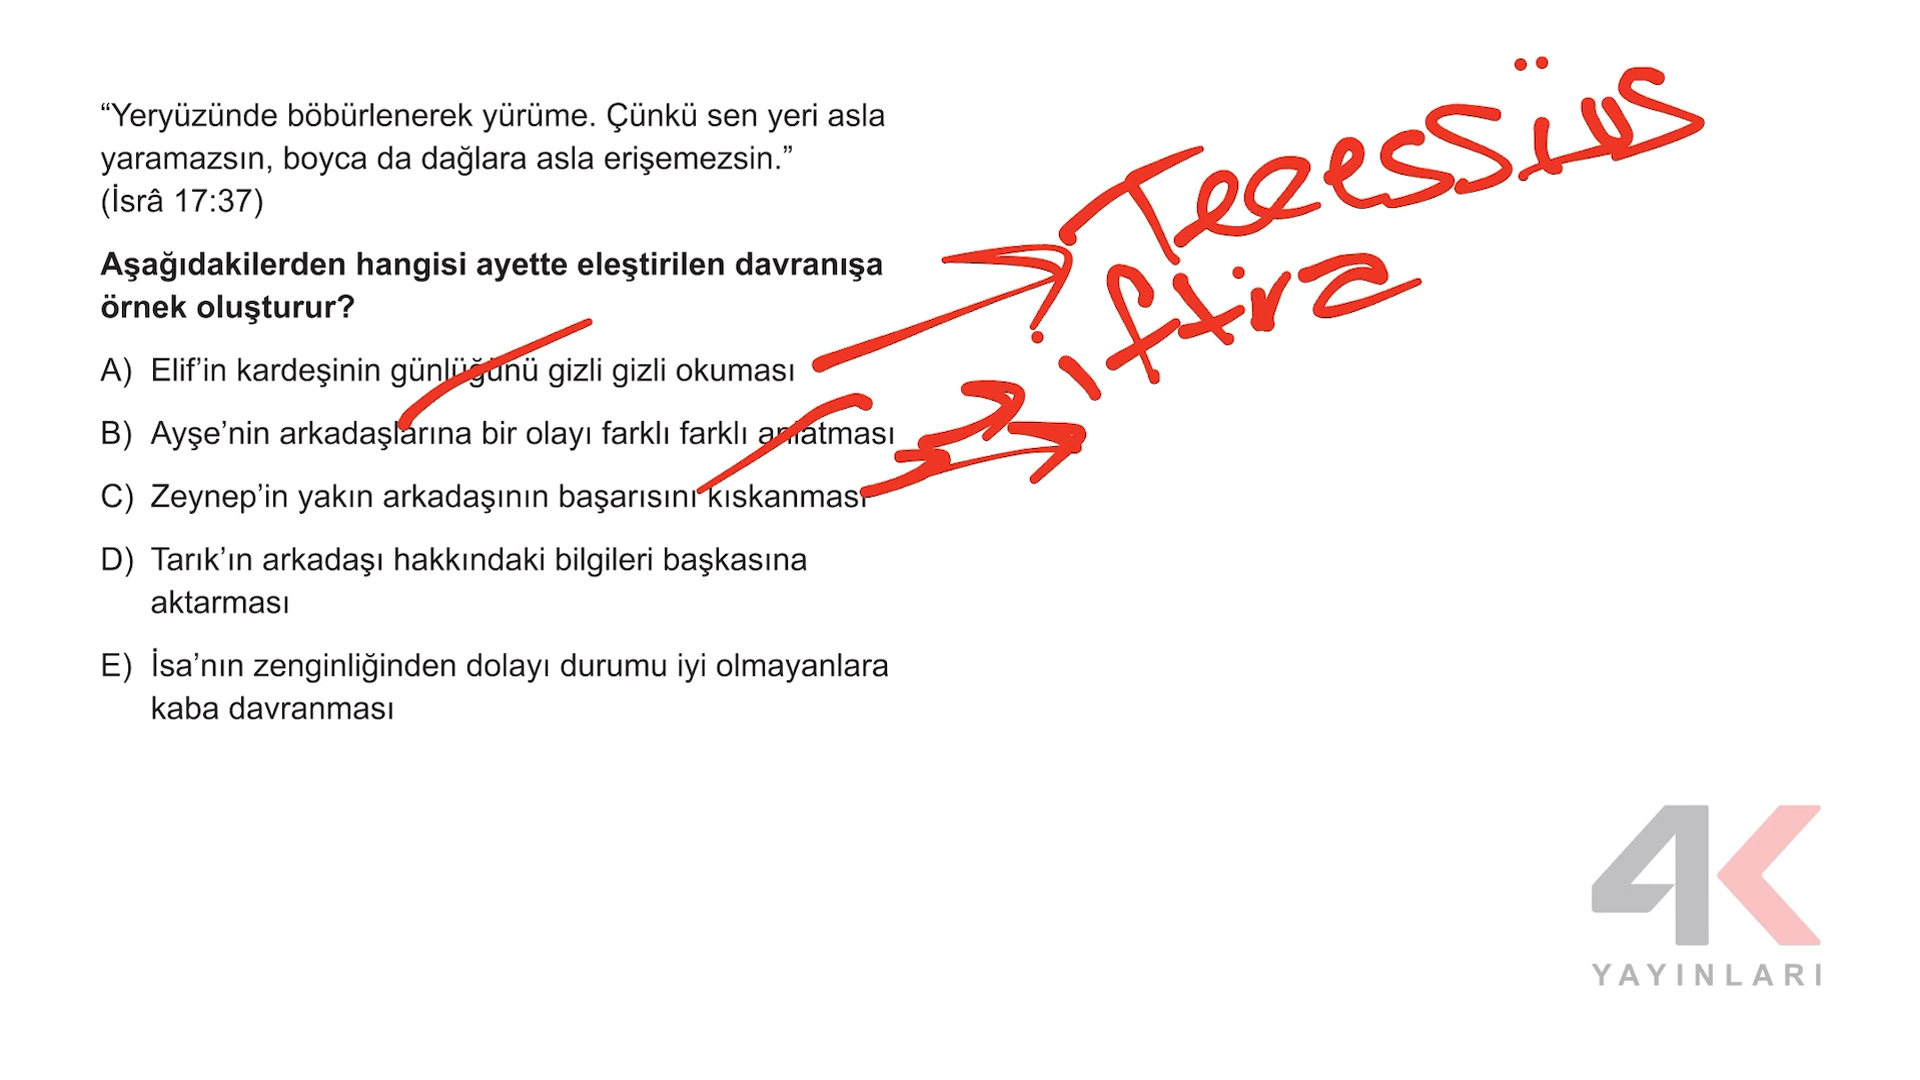 “Yeryüzünde böbürlenerek yürüme. Çünkü sen yeri asla
yaramazsın, boyca da dağlara asla erişemezsin.”
(İsrâ 17:37)
Aşağıdakilerden hangisi ayette eleştirilen davranışa
örnek oluşturur?
A) Elif’in kardeşinin günlüğünü gizli gizli okuması
B) Ayşe’nin arkadaşlarına bir olayı farklı farklı anlatması
C) Zeynep’in yakın arkadaşının başarısını kıskanması
D) Tarık’ın arkadaşı hakkındaki bilgileri başkasına
aktarması
E) İsa’nın zenginliğinden dolayı durumu iyi olmayanlara
kaba davranması
Tecessüs
iftira
4K
YAYINLARI